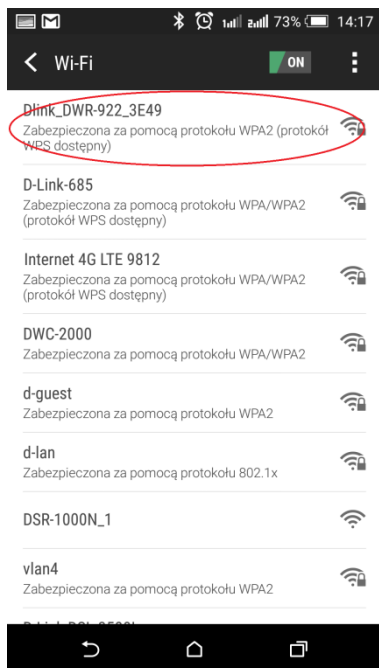 73% 14:17
Wi-Fi ON
Dlink_DWR-922_3E49
Zabezpieczona za pomocą protokołu WPA2 (protokół
WPS dostępny)
D-Link-685
Zabezpieczona za pomocą protokołu WPA/WPA2
(protokół WPS dostępny)
Internet 4G LTE 9812
Zabezpieczona za pomocą protokołu WPA/WPA2
(protokół WPS dostępny)
DWC-2000
Zabezpieczona za pomocą protokołu WPA/WPA2
d-guest
Zabezpieczona za pomocą protokołu WPA2
d-lan
Zabezpieczona za pomocą protokołu 802.1x
DSR-1000N_1
vlan4
Zabezpieczona za pomocą protokołu WPA2